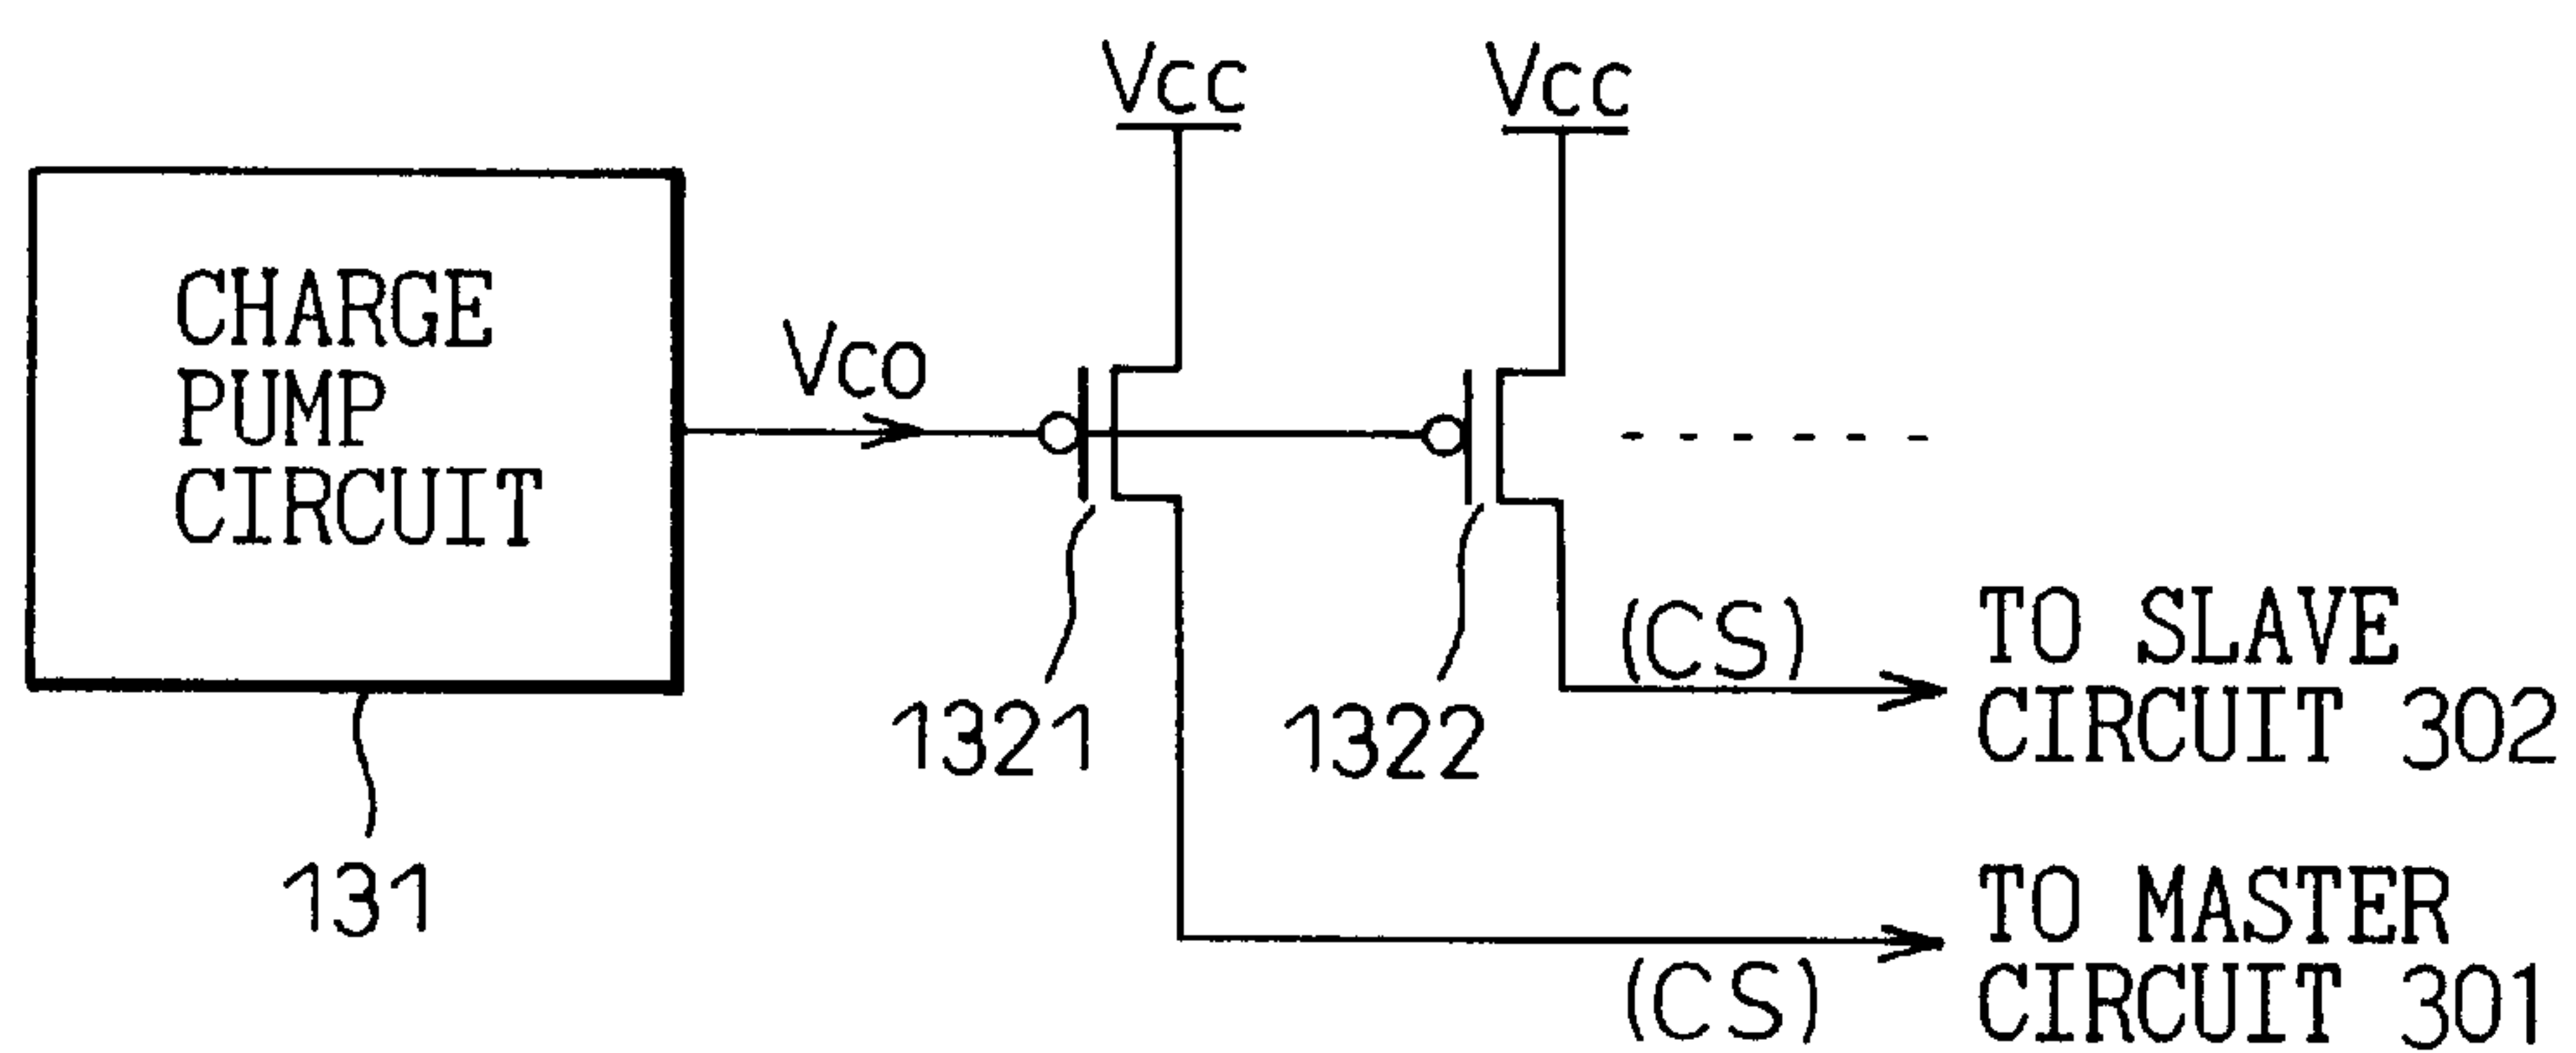 Vcc
Vcc
CHARGE
PUMP
CIRCUIT
Vco
1321
1322
(CS)
TO SLAVE
CIRCUIT 302
131
(CS)
TO MASTER
CIRCUIT 301